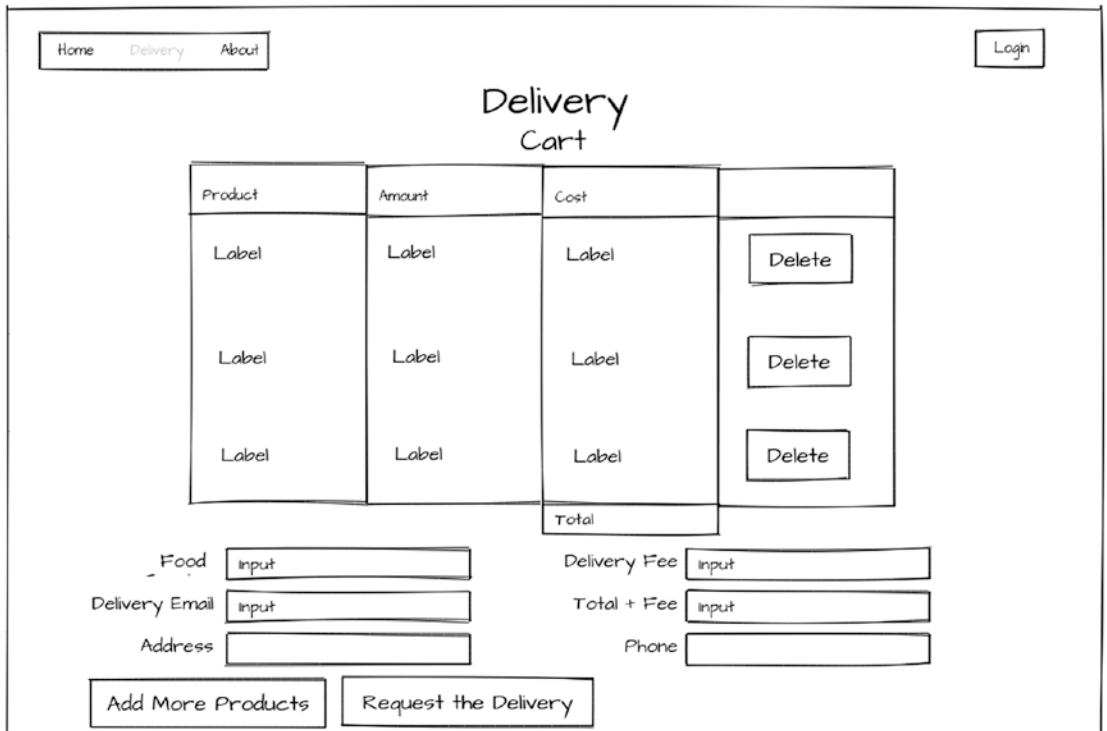 Home Delivery About Login
Delivery
Cart
Product Amount Cost
Label Label Label Delete
Label Label Label Delete
Label Label Label Delete
Total
Food Input Delivery Fee Input
Delivery Email Input Total + Fee Input
Address Phone
Add More Products Request the Delivery